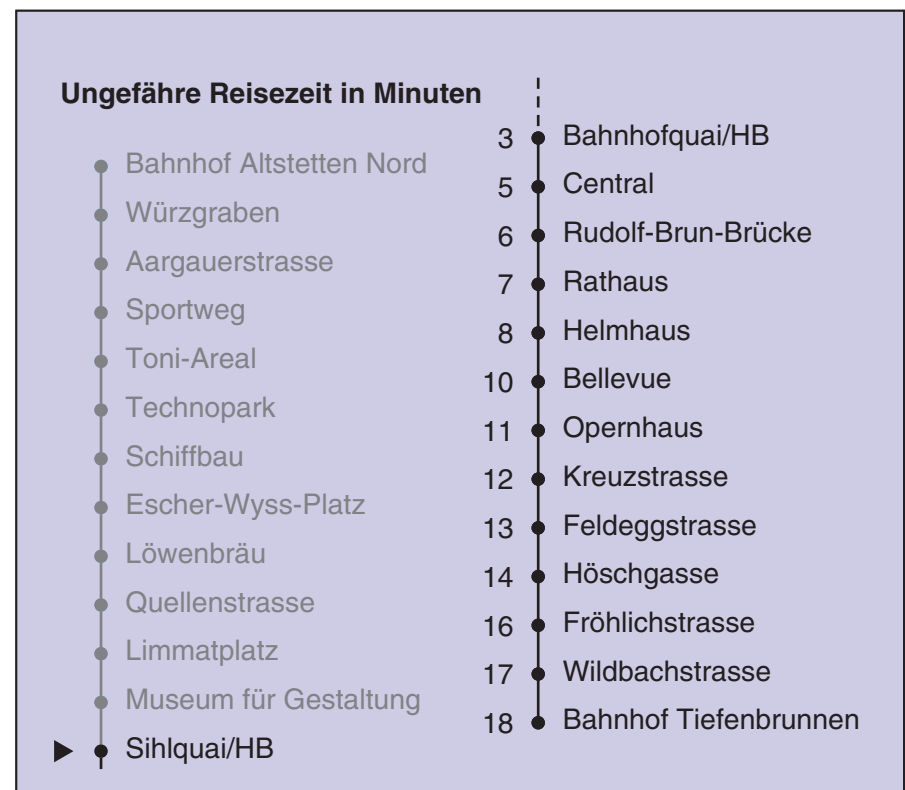 Ungefähre Reisezeit in Minuten
Bahnhof Altstetten Nord
Würzgraben
Aargauerstrasse
Sportweg
Toni-Areal
Technopark
Schiffbau
Escher-Wyss-Platz
Löwenbräu
Quellenstrasse
Limmatplatz
Museum für Gestaltung
Sihlquai/HB
3 Bahnhofquai/HB
5 Central
6 Rudolf-Brun-Brücke
7 Rathaus
8 Helmhaus
10 Bellevue
11 Opernhaus
12 Kreuzstrasse
13 Feldeggstrasse
14 Höschgasse
16 Fröhlichstrasse
17 Wildbachstrasse
18 Bahnhof Tiefenbrunnen